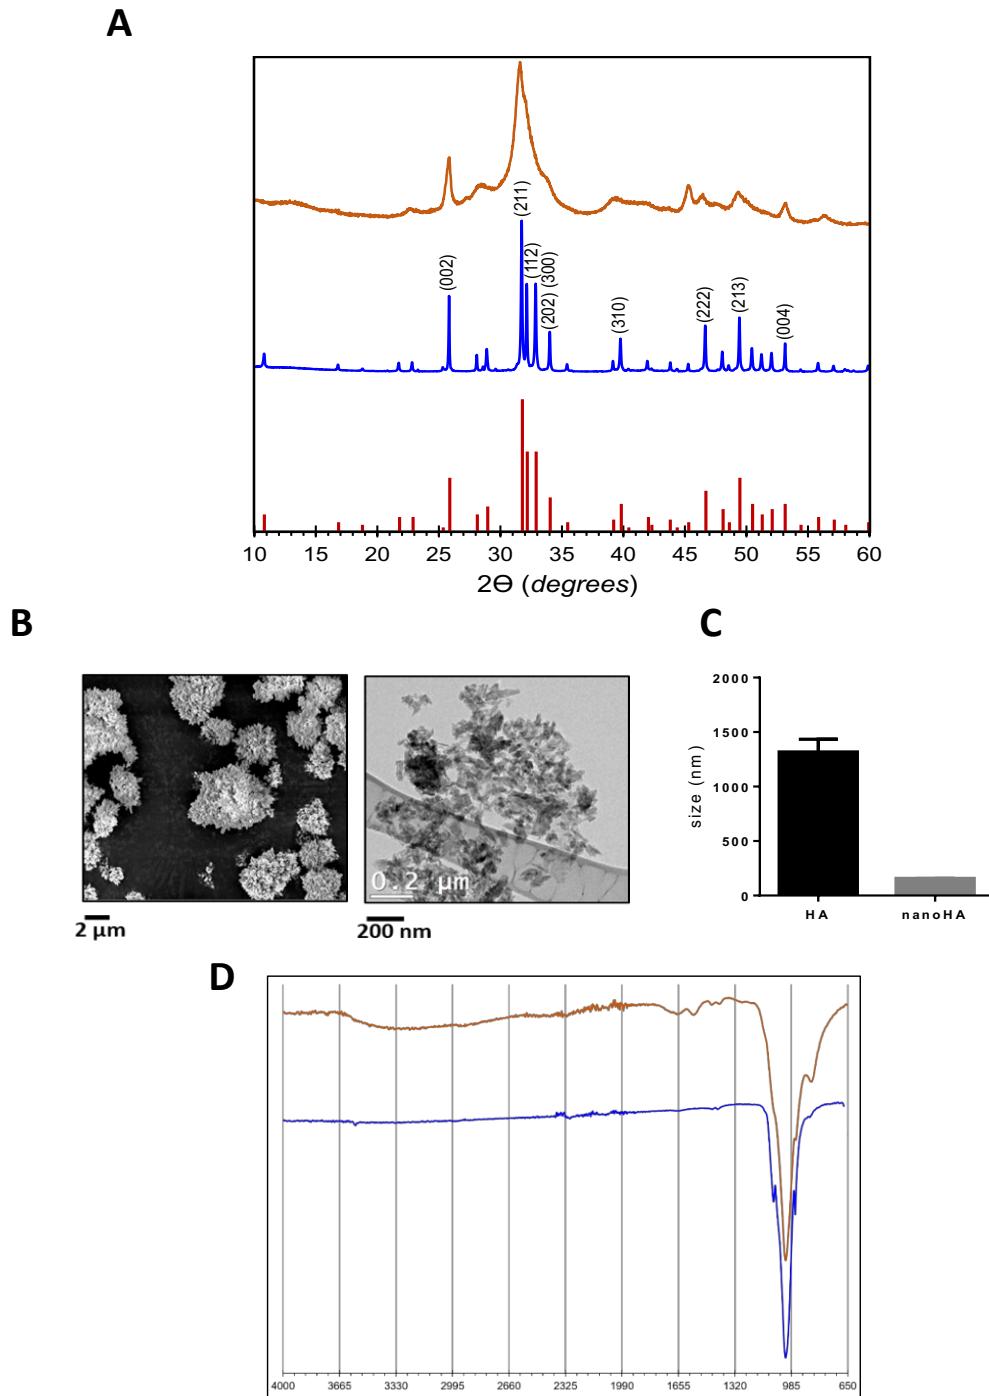 A
(002)
(211)
(112)
(202) (300)
(310)
(222)
(213)
(004)
10 15 20 25 30 35 40 45 50 55 60
2ϴ (degrees)
B
C
0.2 μm
2 μm
200 nm
2000
1500
1000
500
0
size (nm)
HA nanoHA
D
4000 3665 3330 2995 2660 2325 1990 1655 1320 985 650